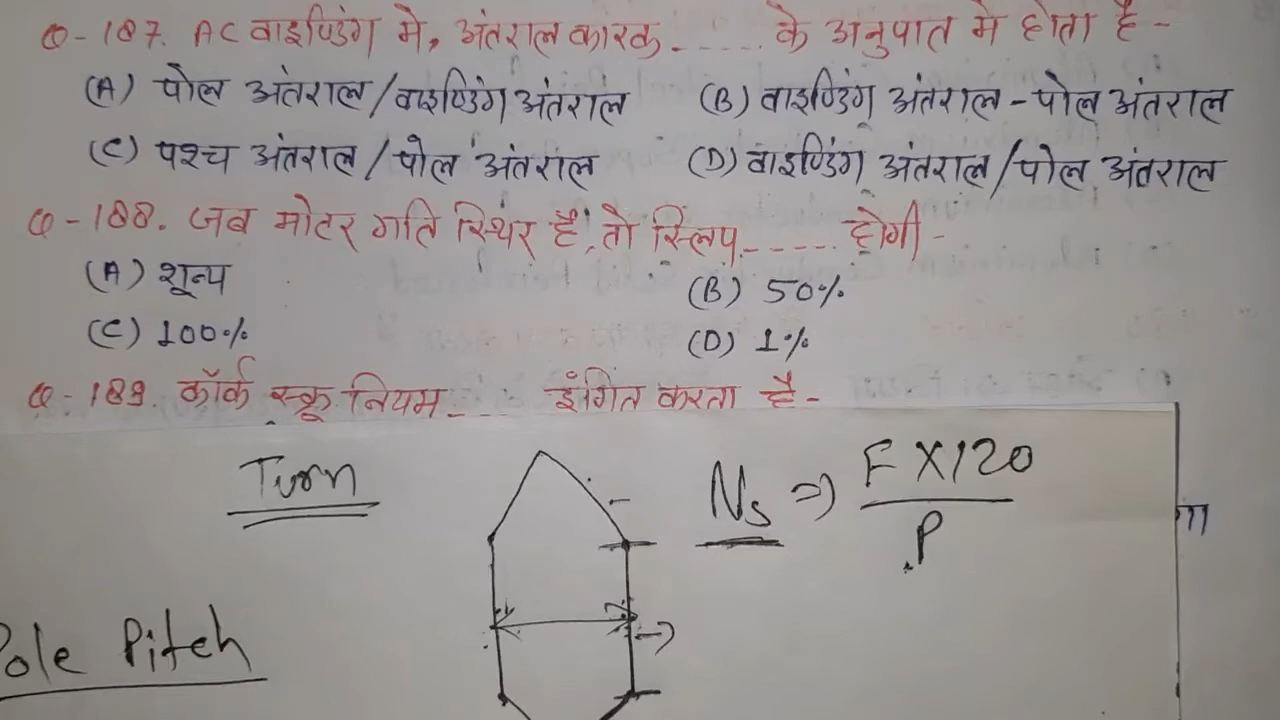 Q-187. AC वाइण्डिंग मे, अंतराल कारक ----- के अनुपात मे होता है -
(A) पोल अंतराल/वाइण्डिंग अंतराल (B) वाइण्डिंग अंतराल-पोल अंतराल
(C) पश्च अंतराल/पोल अंतराल (D) वाइण्डिंग अंतराल/पोल अंतराल
Q-188. जब मोटर गति स्थिर है, तो स्लिप ----- होगी -
(A) शून्य (B) 50%
(C) 100% (D) 1%
Q-189. कॉर्क स्क्रू नियम ---- इंगित करता है -
Turn
Ns => F X120
P
Pole Pitch